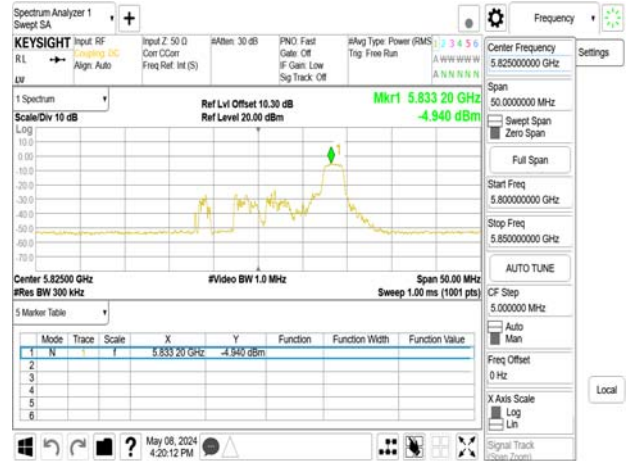 Spectrum Analyzer 1
Swept SA
+
Frequency
KEYSIGHT
RL
Input: RF
Coupling: DC
Align: Auto
Input Z: 50 Ω
Corr CCorr
Freq Ref: Int (S)
#Atten: 30 dB
PNO: Fast
Gate: Off
IF Gain: Low
Sig Track: Off
#Avg Type: Power (RMS
Trig: Free Run
1 2 3 4 5 6
A W W W W W
A N N N N N
1 Spectrum
Scale/Div 10 dB
Ref Lvl Offset 10.30 dB
Ref Level 20.00 dBm
Mkr1 5.833 20 GHz
-4.940 dBm
Log
10.0
0.00
-10.0
-20.0
-30.0
-40.0
-50.0
-60.0
-70.0
1
Center 5.82500 GHz
#Video BW 1.0 MHz
Span 50.00 MHz
#Res BW 300 kHz
Sweep 1.00 ms (1001 pts)
5 Marker Table
Mode Trace Scale X Y Function Function Width Function Value
1 N 1 f 5.833 20 GHz -4.940 dBm
2
3
4
5
6
May 08, 2024
4:20:12 PM
?
Center Frequency
5.825000000 GHz
Settings
Span
50.0000000 MHz
Swept Span
Zero Span
Full Span
Start Freq
5.800000000 GHz
Stop Freq
5.850000000 GHz
AUTO TUNE
CF Step
5.000000 MHz
Auto
Man
Freq Offset
0 Hz
X Axis Scale
Log
Lin
Local
Signal Track
(Span Zoom)